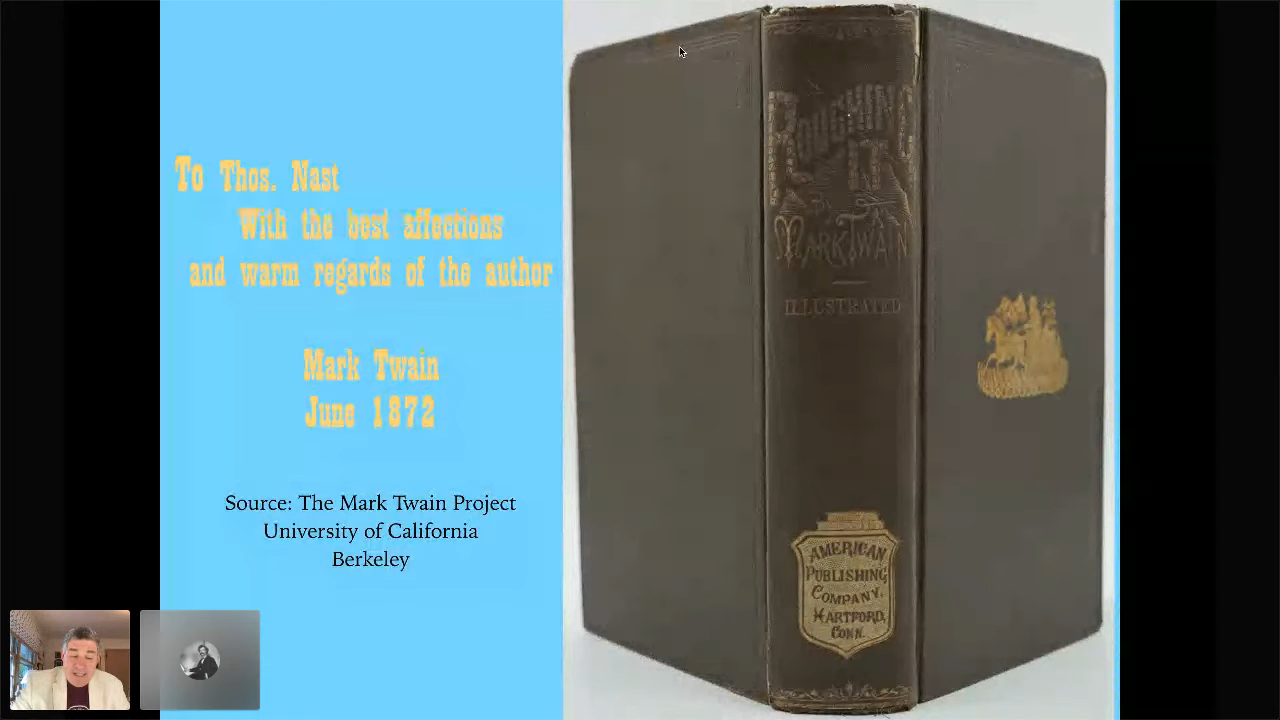 To Thos. Nast
With the best affections
and warm regards of the author
Mark Twain
June 1872
Source: The Mark Twain Project
University of California
Berkeley
ROUGHING
IT
MARK TWAIN
ILLUSTRATED
AMERICAN
PUBLISHING
COMPANY.
HARTFORD,
CONN.